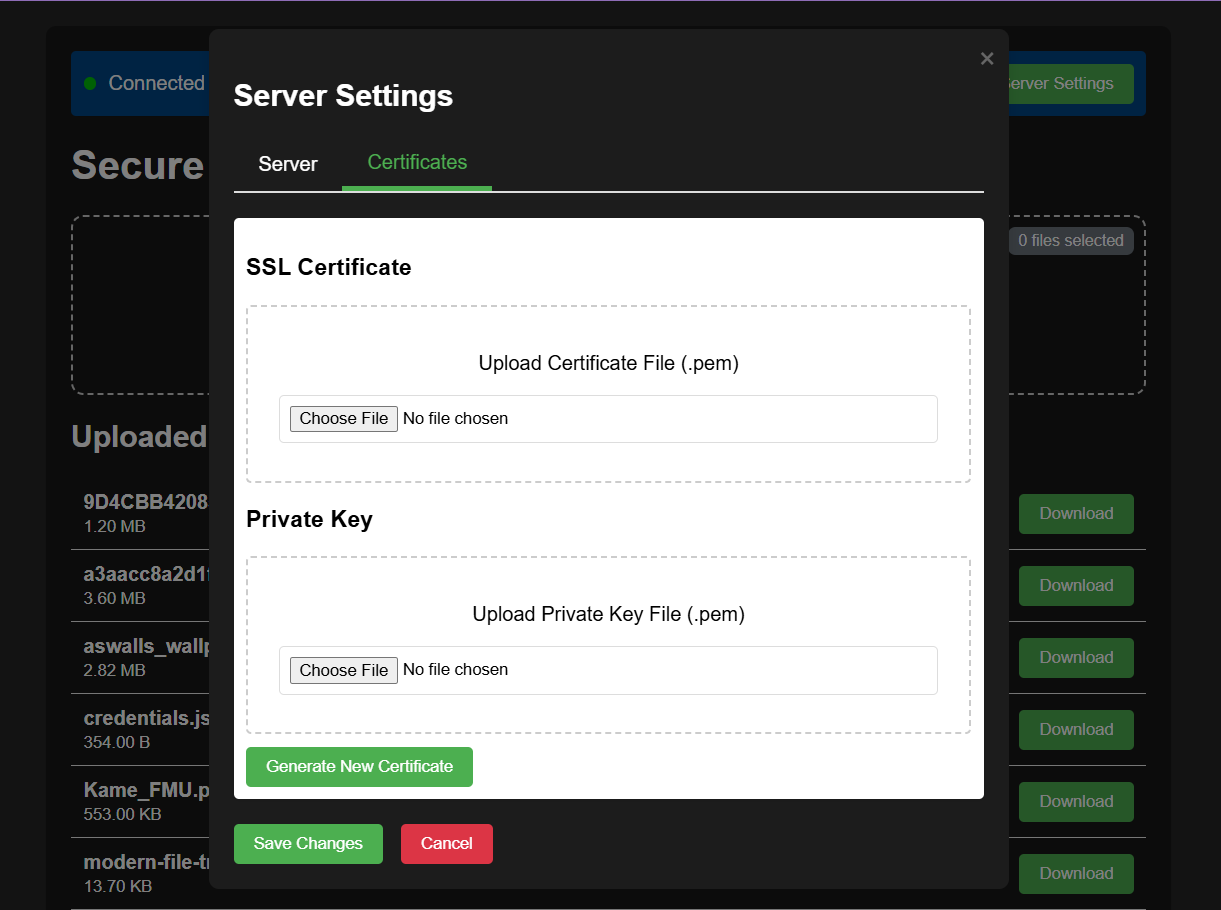 Connected
×
Server Settings
Server Settings
Secure
Server
Certificates
0 files selected
SSL Certificate
Upload Certificate File (.pem)
Choose File No file chosen
Uploaded
Private Key
9D4CBB4208
1.20 MB
Download
a3aacc8a2d1
3.60 MB
Download
Upload Private Key File (.pem)
Choose File No file chosen
aswalls_wallp
2.82 MB
Download
credentials.js
354.00 B
Download
Generate New Certificate
Kame_FMU.p
553.00 KB
Download
Save Changes
Cancel
modern-file-t
13.70 KB
Download